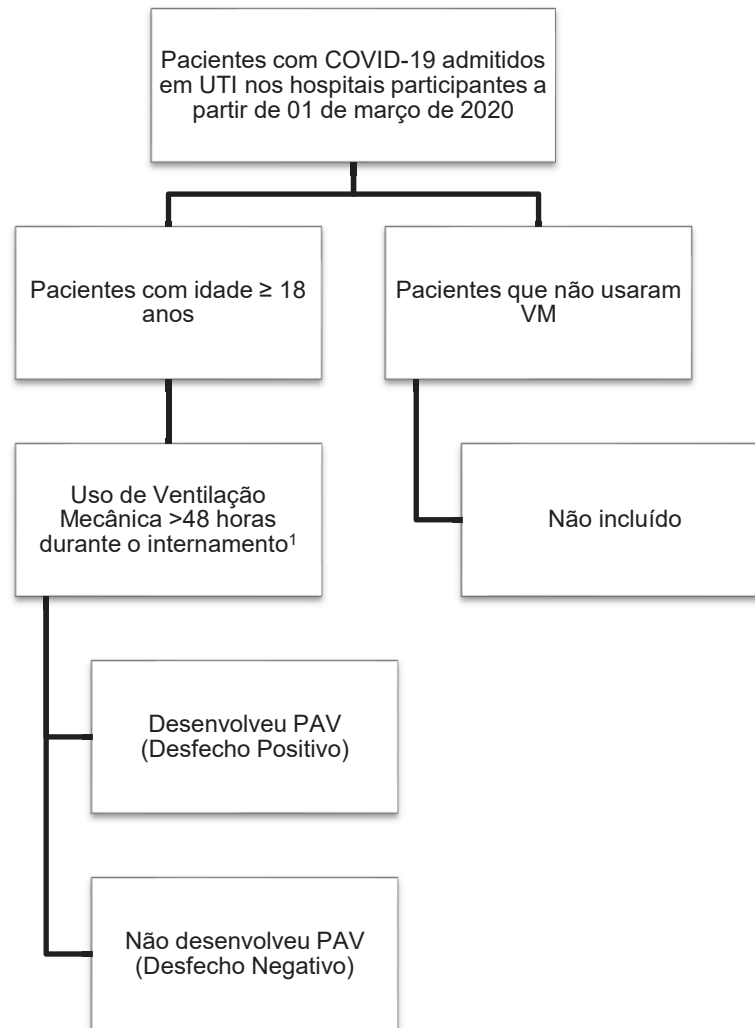 Pacientes com COVID-19 admitidos
em UTI nos hospitais participantes a
partir de 01 de março de 2020
Pacientes com idade ≥ 18
anos
Pacientes que não usaram
VM
Uso de Ventilação
Mecânica >48 horas
durante o internamento¹
Não incluído
Desenvolveu PAV
(Desfecho Positivo)
Não desenvolveu PAV
(Desfecho Negativo)